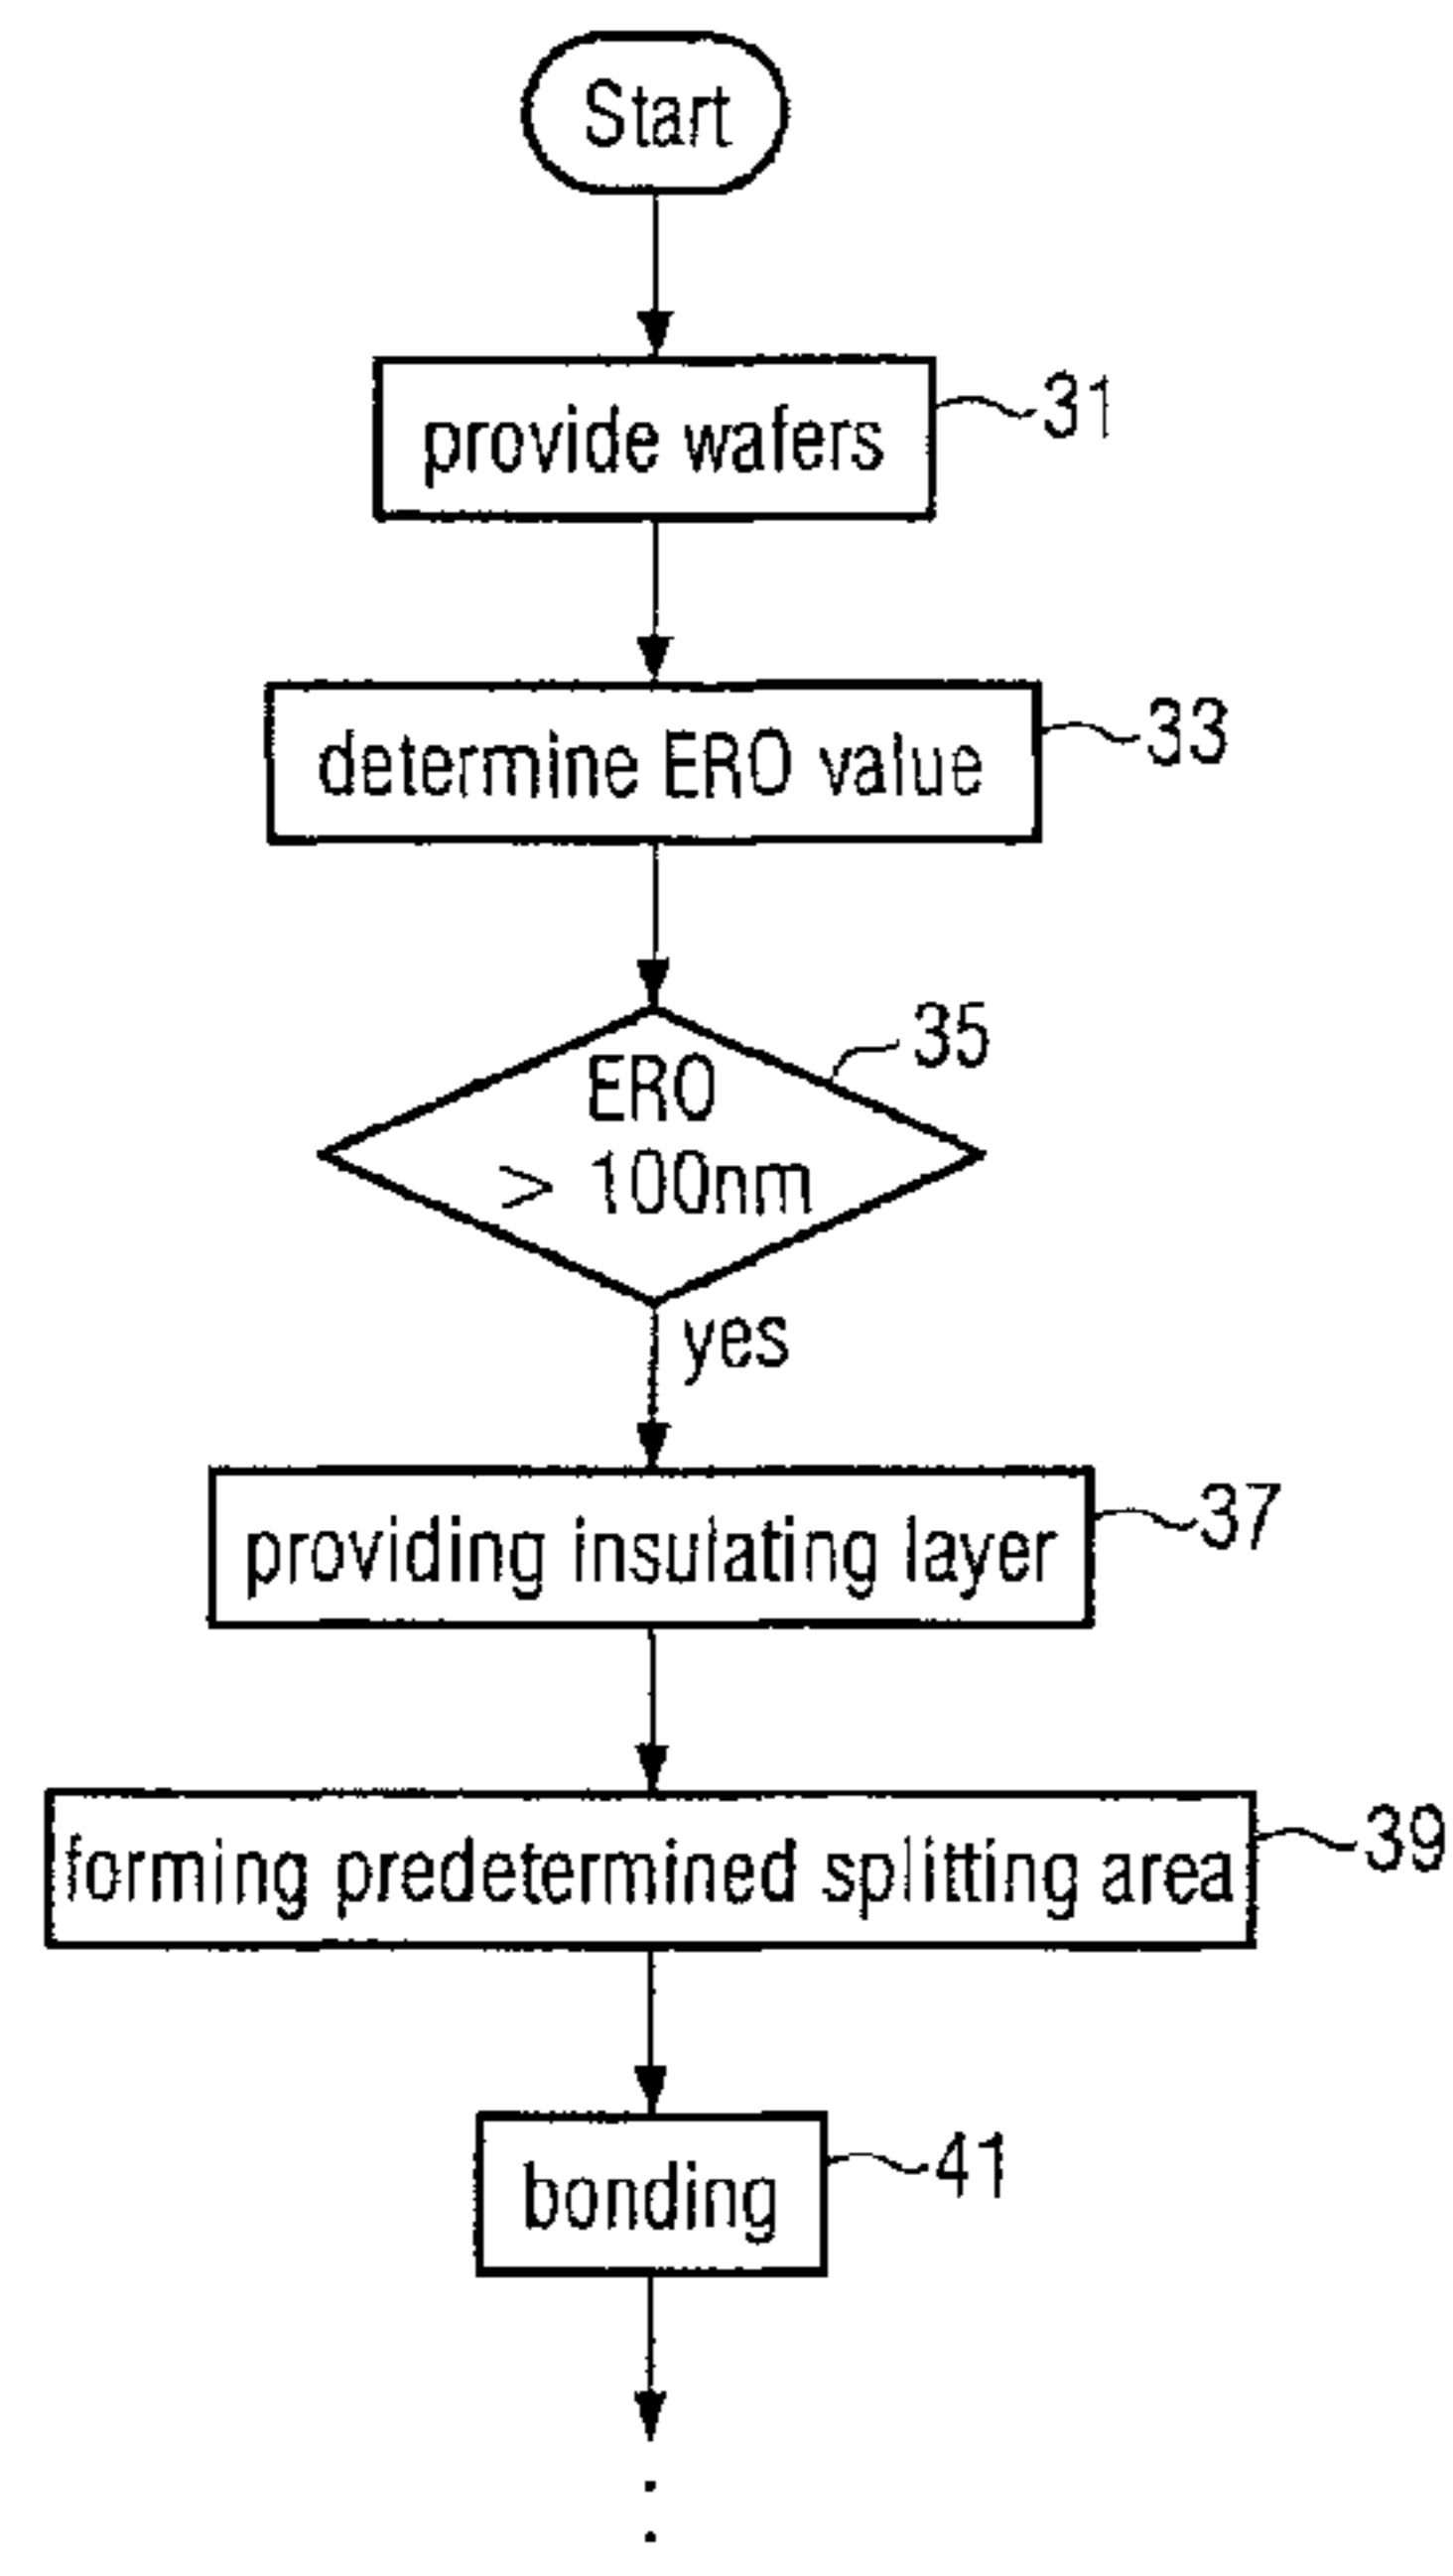 Start
provide wafers
31
determine ERO value
33
35
ERO
> 100nm
yes
providing insulating layer
37
forming predetermined splitting area
39
bonding
41